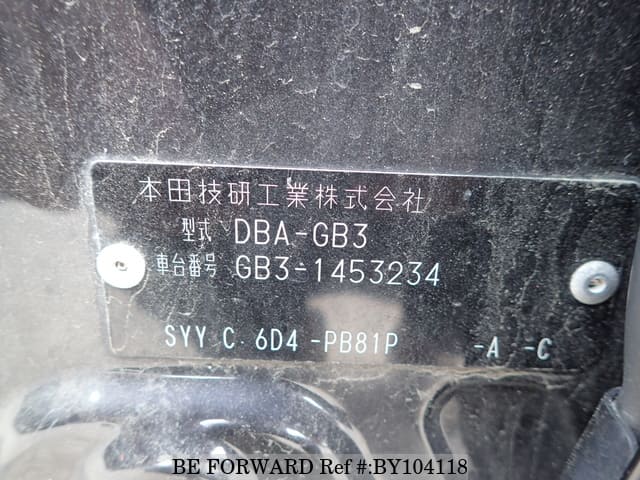 本田技研工業株式会社
型式 DBA-GB3
車台番号 GB3-1453234
SYY C. 6D4 -PB81P -A -C
BE FORWARD Ref #:BY104118